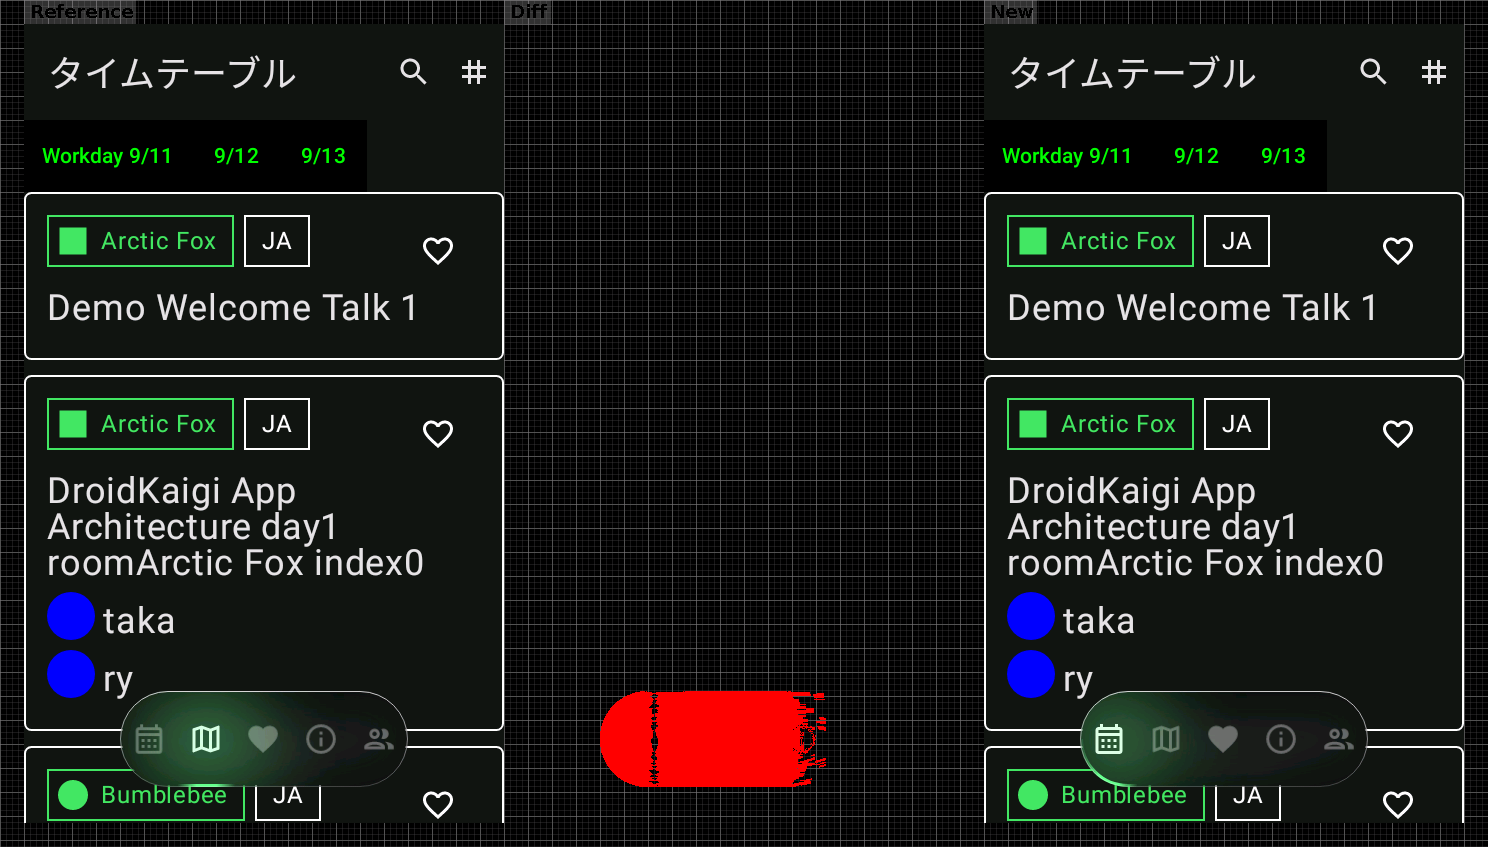 Reference
Diff
New
タイムテーブル
Workday 9/11 9/12 9/13
Arctic Fox JA
Demo Welcome Talk 1
Arctic Fox JA
DroidKaigi App
Architecture day1
roomArctic Fox index0
taka
ry
Bumblebee JA
タイムテーブル
Workday 9/11 9/12 9/13
Arctic Fox JA
Demo Welcome Talk 1
Arctic Fox JA
DroidKaigi App
Architecture day1
roomArctic Fox index0
taka
ry
Bumblebee JA